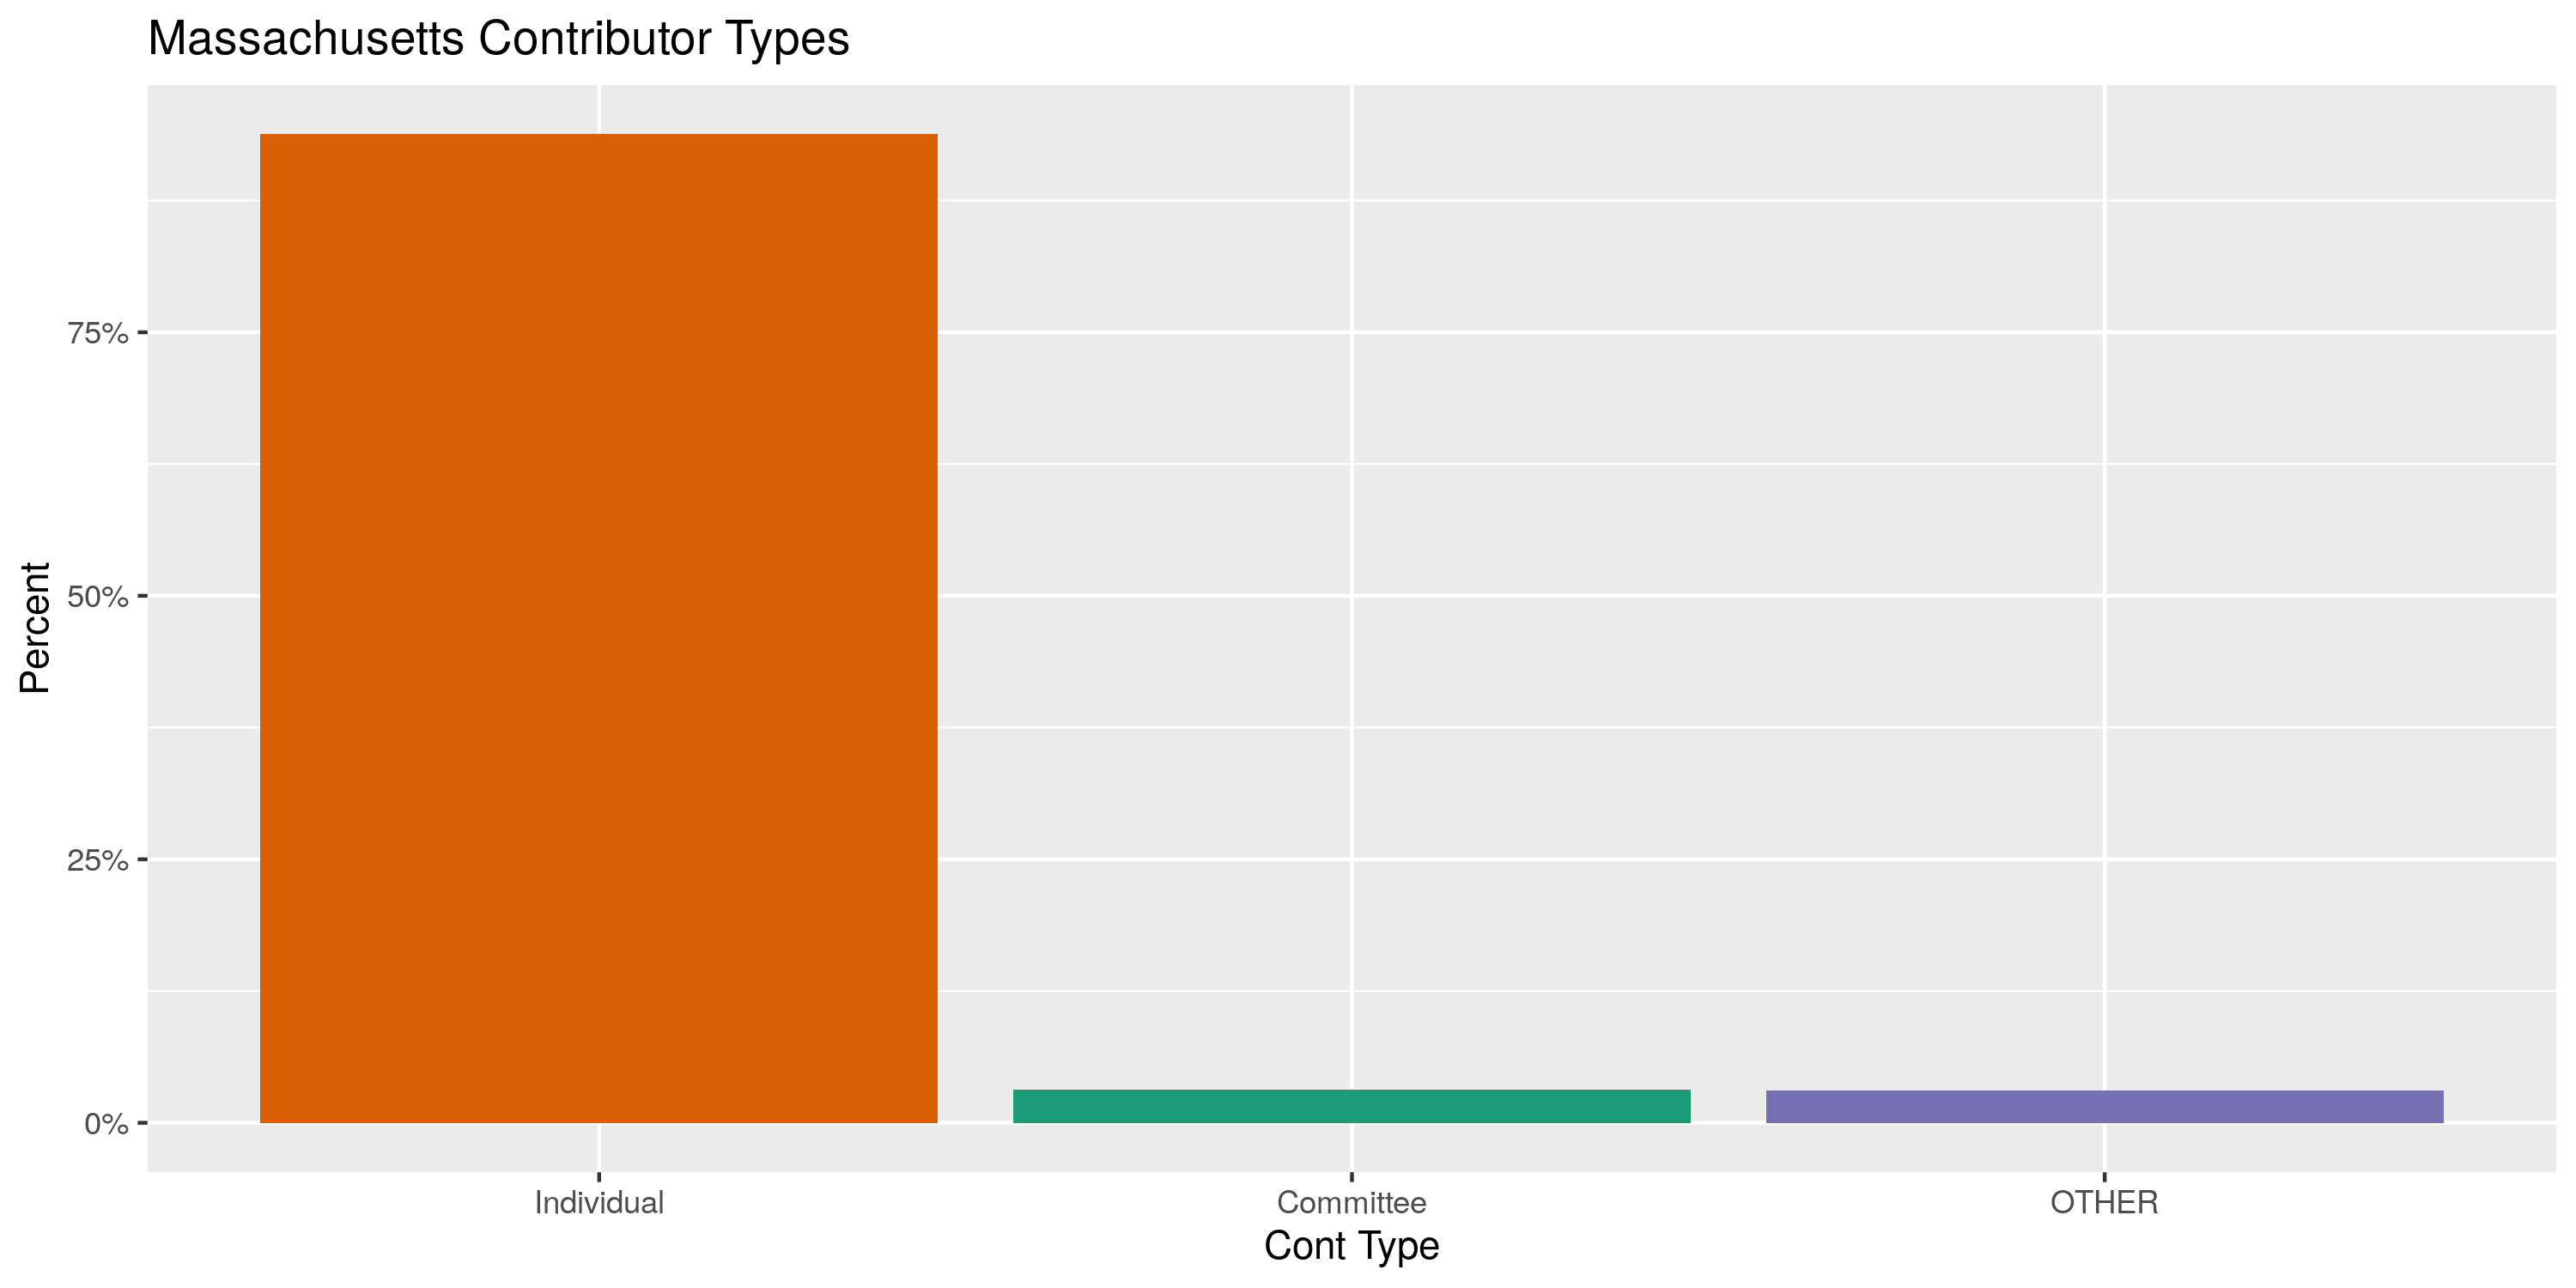 Massachusetts Contributor Types
Percent
75%
50%
25%
0%
Individual
Committee
OTHER
Cont Type